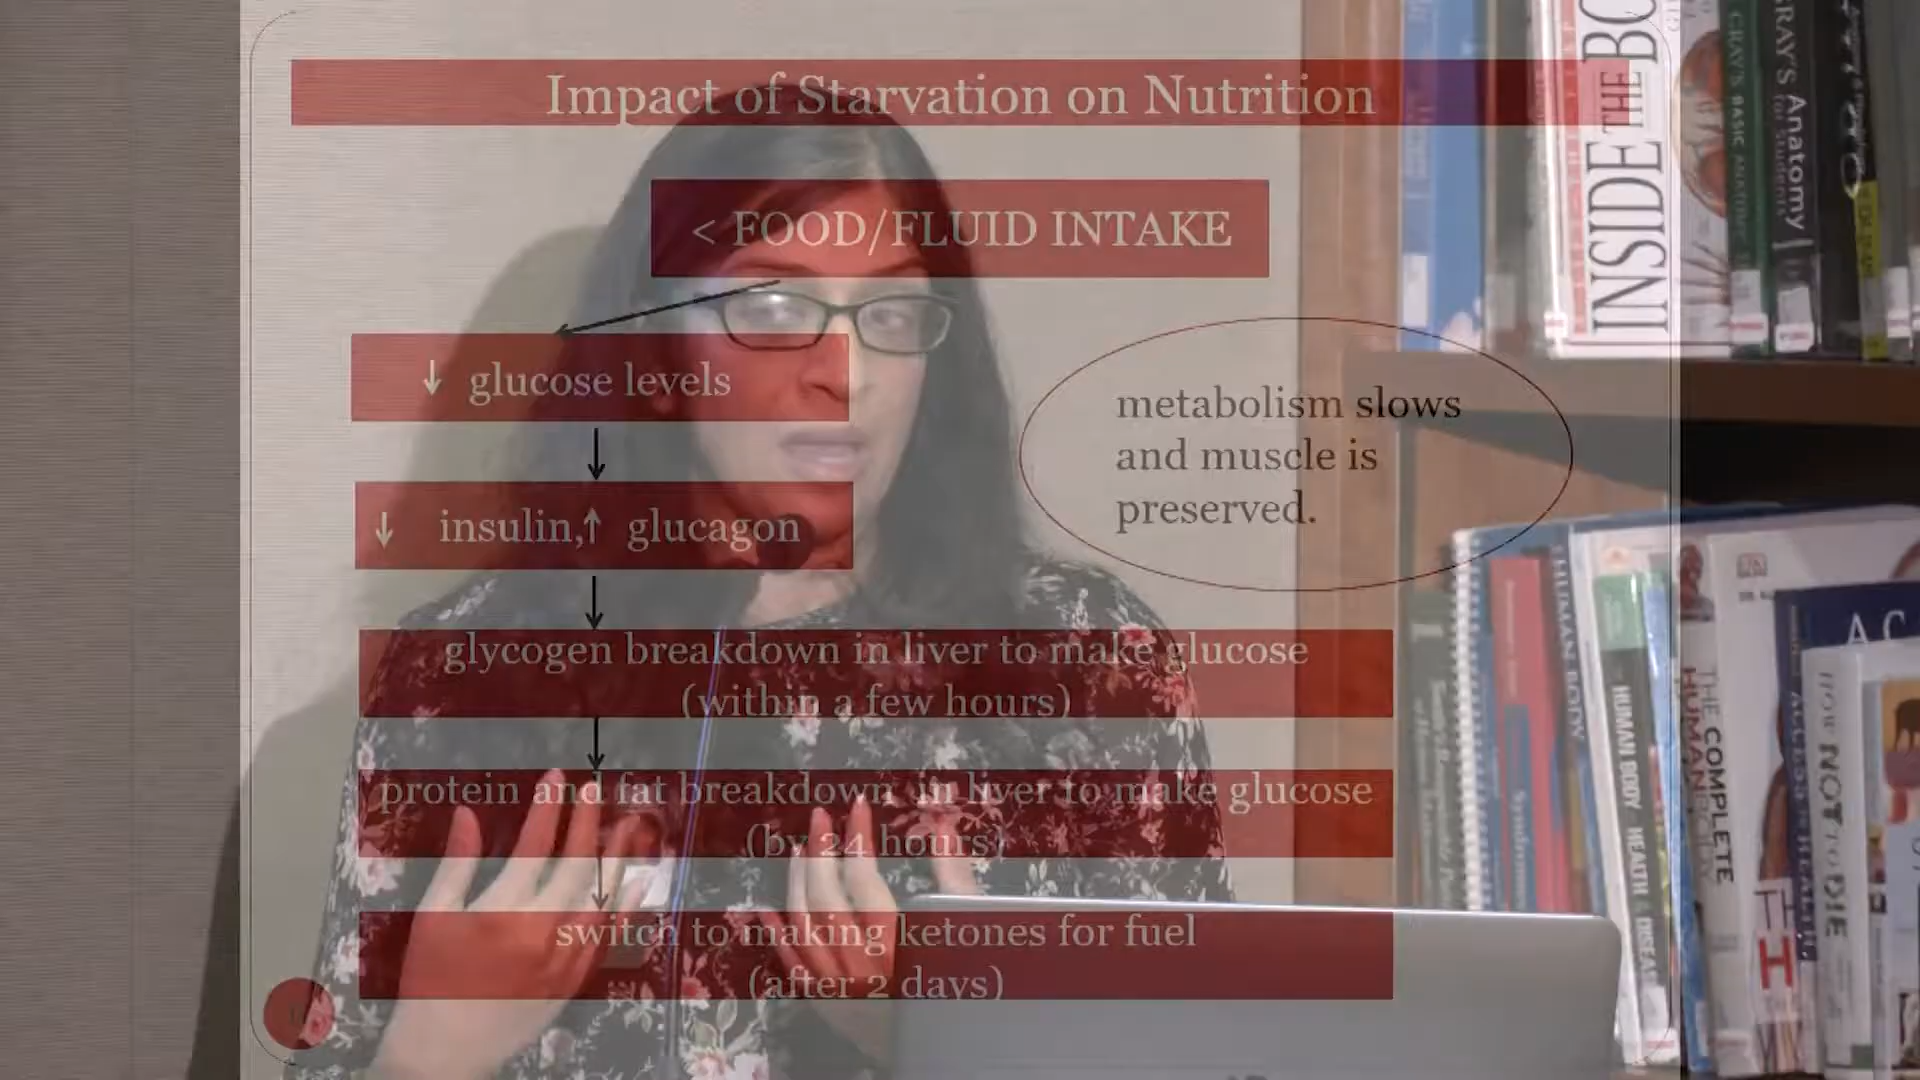 Impact of Starvation on Nutrition
< FOOD/FLUID INTAKE
↓ glucose levels
metabolism slows
and muscle is
preserved.
↓ insulin,↑ glucagon
glycogen breakdown in liver to make glucose
(within a few hours)
protein and fat breakdown in liver to make glucose
(by 24 hours)
switch to making ketones for fuel
(after 2 days)
INSIDE THE BO
GRAY'S BASIC ANATOMY
GRAY'S Anatomy
for Students
HUMAN BODY
HUMAN BODY HEALTH & DISEAS
THE COMPLETE
HUMAN BODY
HOW NOT TO DIE